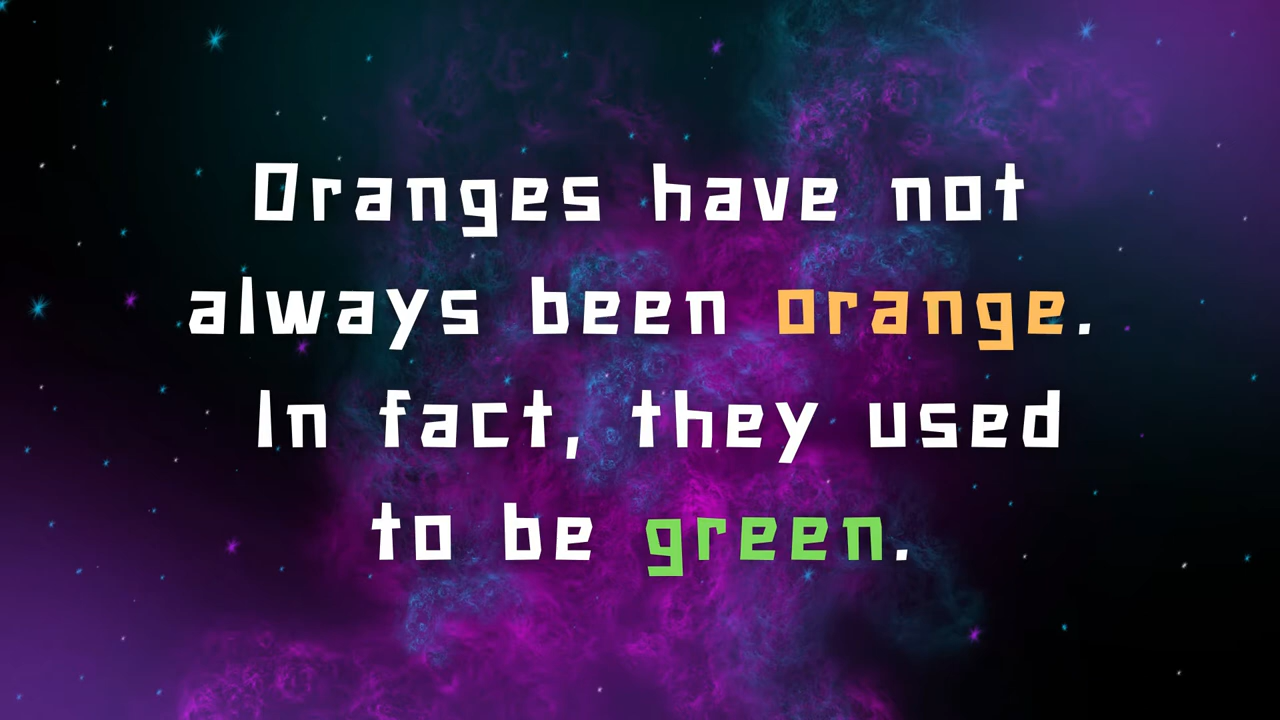 Oranges have not
always been orange.
In fact, they used
to be green.